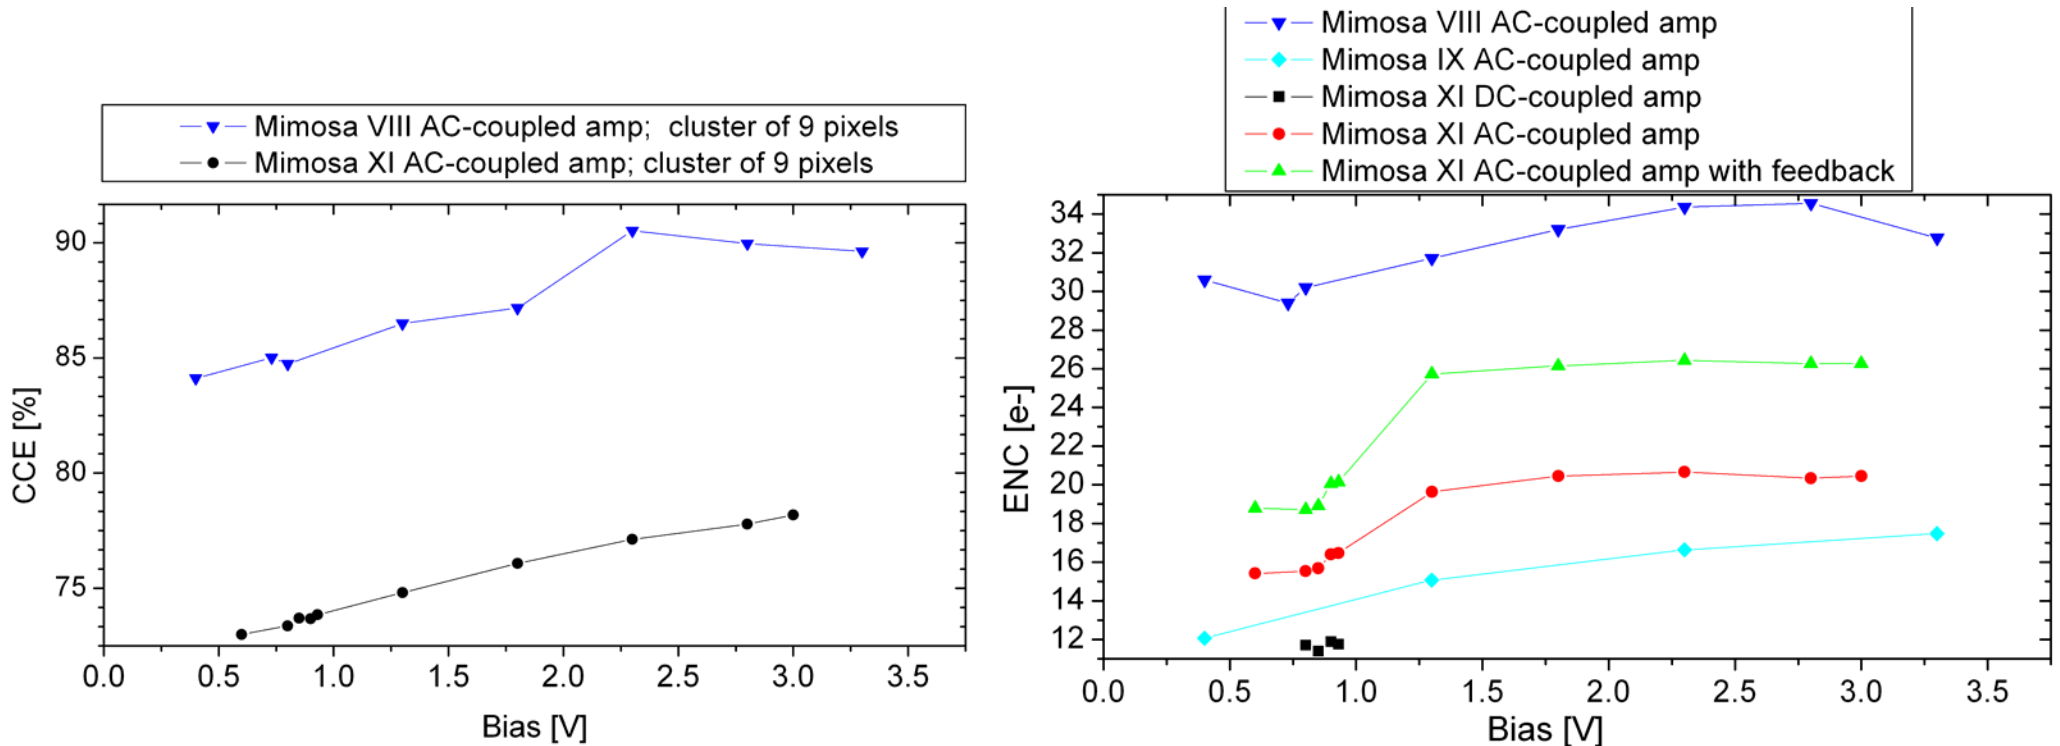 Mimosa VIII AC-coupled amp;  cluster of 9 pixels
Mimosa XI AC-coupled amp; cluster of 9 pixels
90
85
80
75
CCE [%]
0.0 0.5 1.0 1.5 2.0 2.5 3.0 3.5
Bias [V]
Mimosa VIII AC-coupled amp
Mimosa IX AC-coupled amp
Mimosa XI DC-coupled amp
Mimosa XI AC-coupled amp
Mimosa XI AC-coupled amp with feedback
34
32
30
28
26
24
22
20
18
16
14
12
ENC [e-]
0.0 0.5 1.0 1.5 2.0 2.5 3.0 3.5
Bias [V]